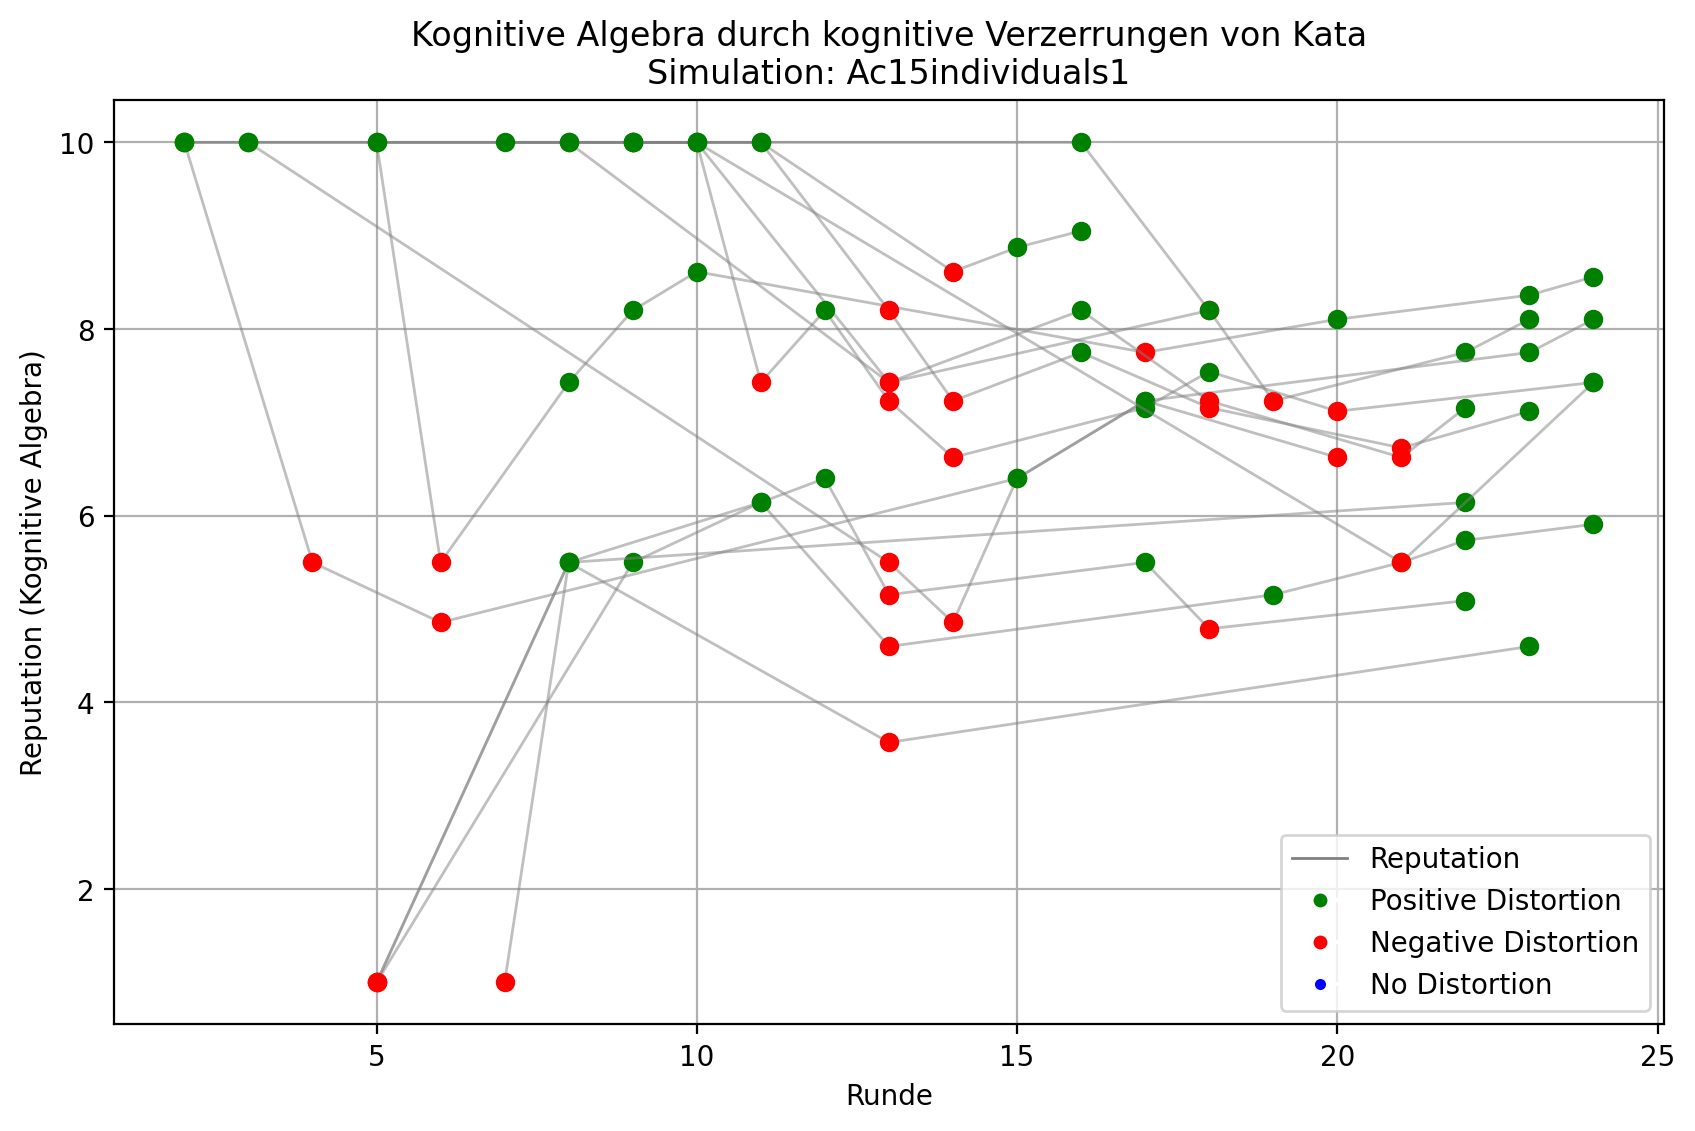 Kognitive Algebra durch kognitive Verzerrungen von Kata
Simulation: Ac15individuals1
Reputation (Kognitive Algebra)
10
8
6
4
2
5
10
15
20
25
Runde
Reputation
Positive Distortion
Negative Distortion
No Distortion